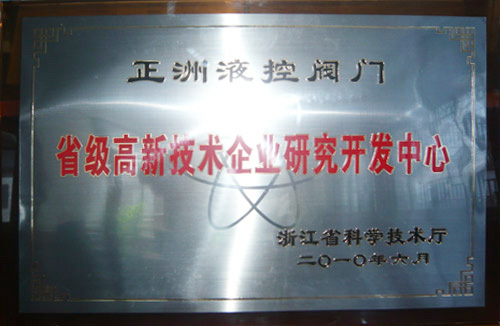 正洲液控阀门
省级高新技术企业研究开发中心
浙江省科学技术厅
二〇一〇年六月